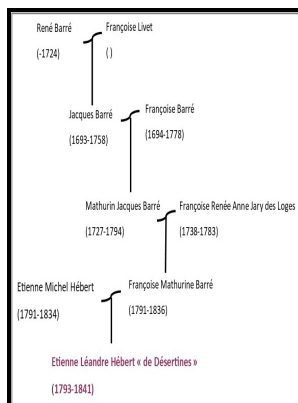 René Barré Françoise Livet
(-1724) ( )
Jacques Barré Françoise Barré
(1693-1758) (1694-1778)
Mathurin Jacques Barré Françoise Renée Anne Jary des Loges
(1727-1794) (1738-1783)
Etienne Michel Hébert Françoise Mathurine Barré
(1791-1834) (1791-1836)
Etienne Léandre Hébert « de Désertines »
(1793-1841)